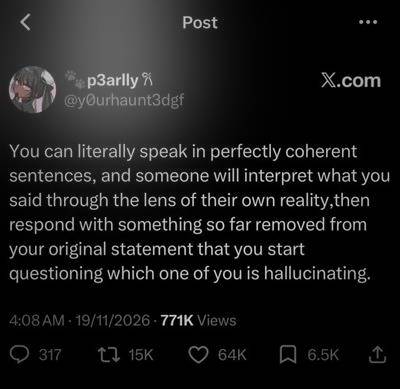 Post
p3arlly
X.com
@y0urhaunt3dgf
You can literally speak in perfectly coherent
sentences, and someone will interpret what you
said through the lens of their own reality,then
respond with something so far removed from
your original statement that you start
questioning which one of you is hallucinating.
4:08 AM · 19/11/2026 · 771K Views
317 15K 64K 6.5K